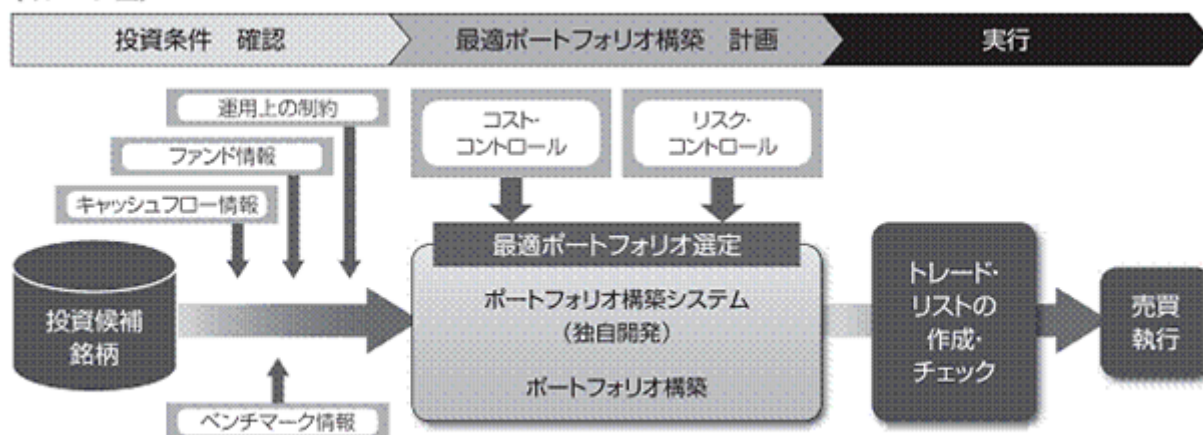 投資条件　確認
最適ポートフォリオ構築　計画
実行
運用上の制約
ファンド情報
キャッシュフロー情報
コスト・
コントロール
リスク・
コントロール
投資候補
銘柄
最適ポートフォリオ選定
ポートフォリオ構築システム
（独自開発）
ポートフォリオ構築
トレード・
リストの
作成・
チェック
売買
執行
ベンチマーク情報